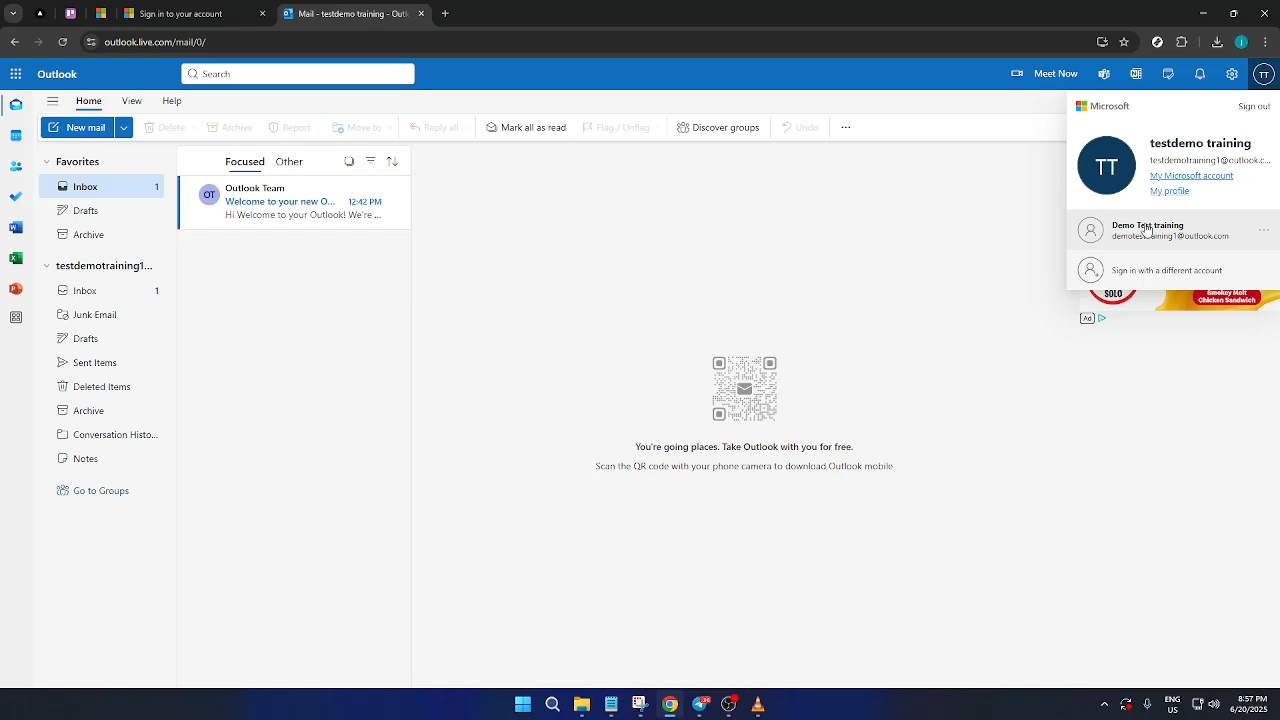 Sign in to your account
Mail - testdemo training - Outl
outlook.live.com/mail/0/
Outlook
Search
Meet Now
TT
Home View Help
New mail Delete Archive Report Move to Reply all Mark all as read Flag / Unflag Discover groups Undo
Microsoft Sign out
TT
testdemo training
testdemotraining1@outlook.c...
My Microsoft account
My profile
Demo Test training
Sign in with a different account
SOLO
Smokey Melt
Chicken Sandwich
Ad
Favorites
Inbox 1
Drafts
Archive
testdemotraining1...
Inbox 1
Junk Email
Drafts
Sent Items
Deleted Items
Archive
Conversation Histo...
Notes
Go to Groups
Focused Other
OT
Outlook Team
Welcome to your new O... 12:42 PM
Hi Welcome to your Outlook! We're ...
You're going places. Take Outlook with you for free.
Scan the QR code with your phone camera to download Outlook mobile
ENG
US
8:57 PM
6/20/2025